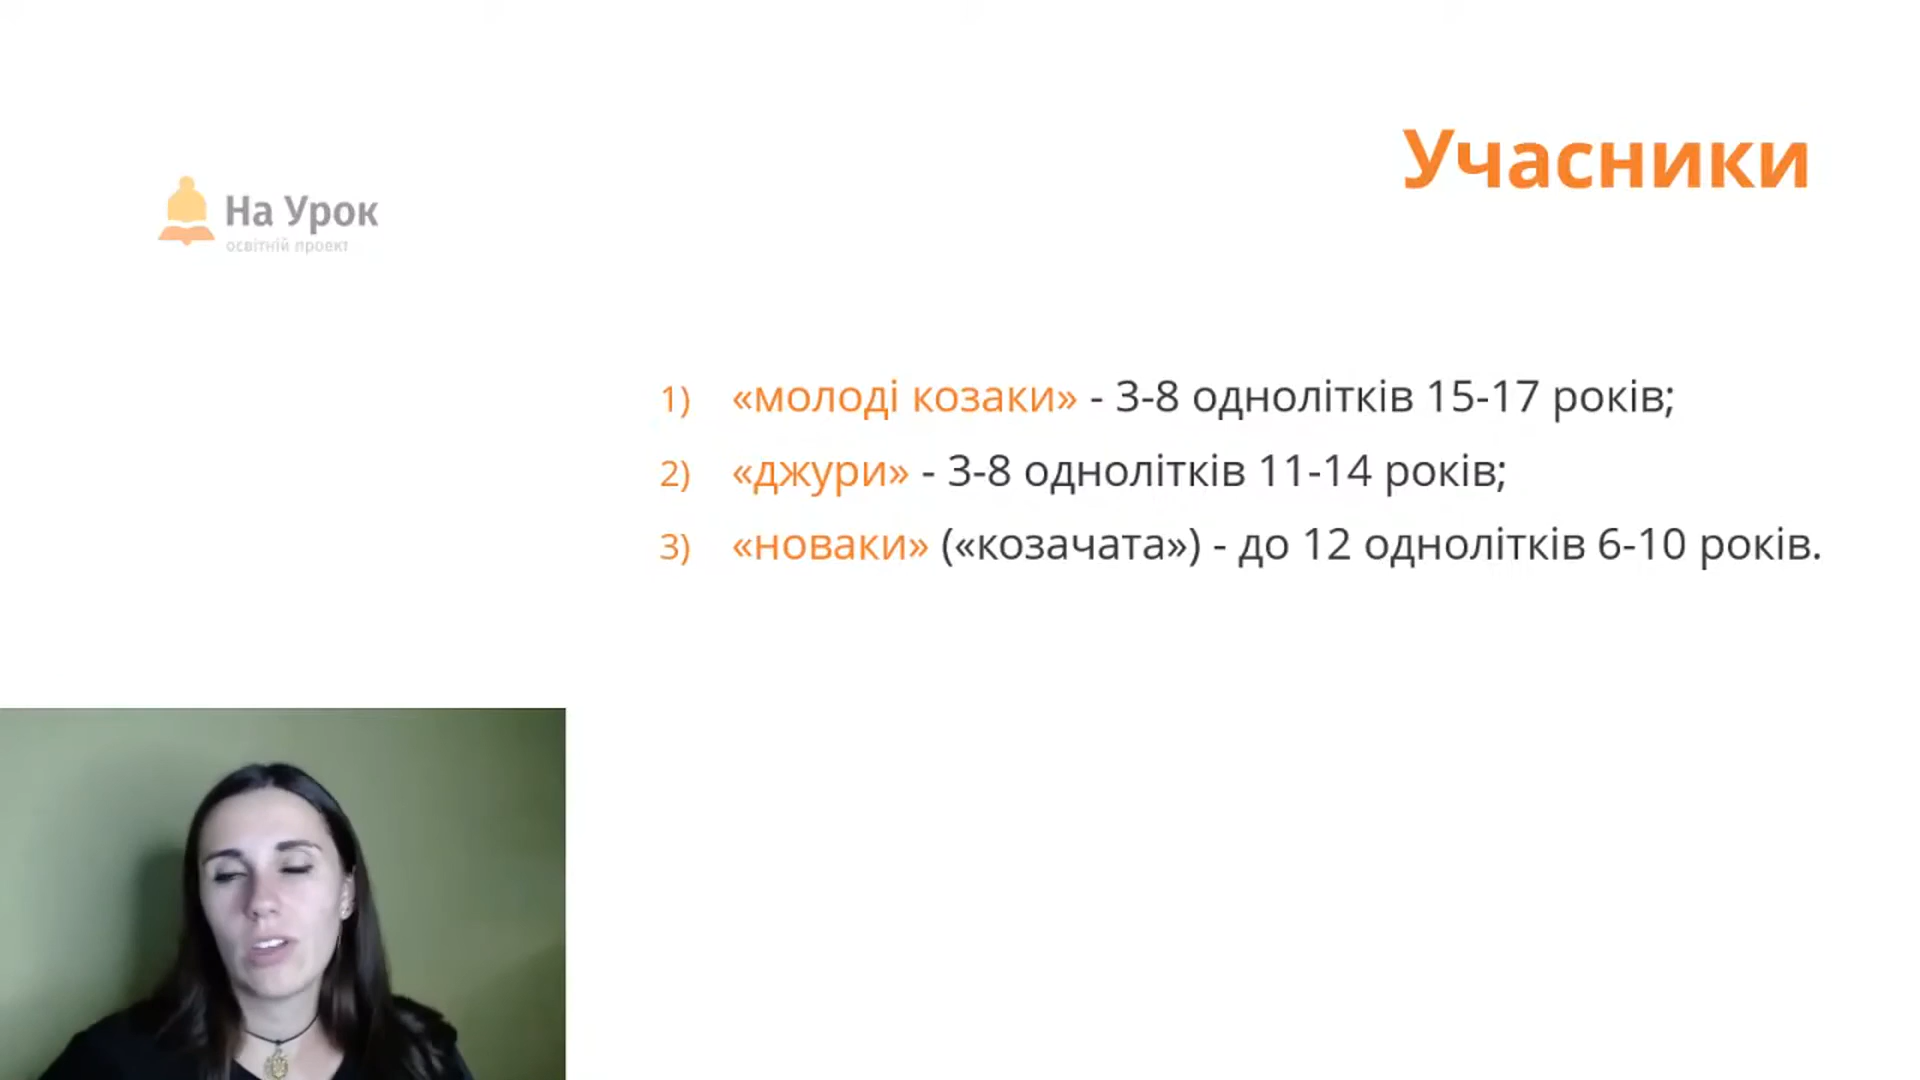 Учасники
На Урок
освітній проект
1) «молоді козаки» - 3-8 однолітків 15-17 років;
2) «джури» - 3-8 однолітків 11-14 років;
3) «новаки» («козачата») - до 12 однолітків 6-10 років.